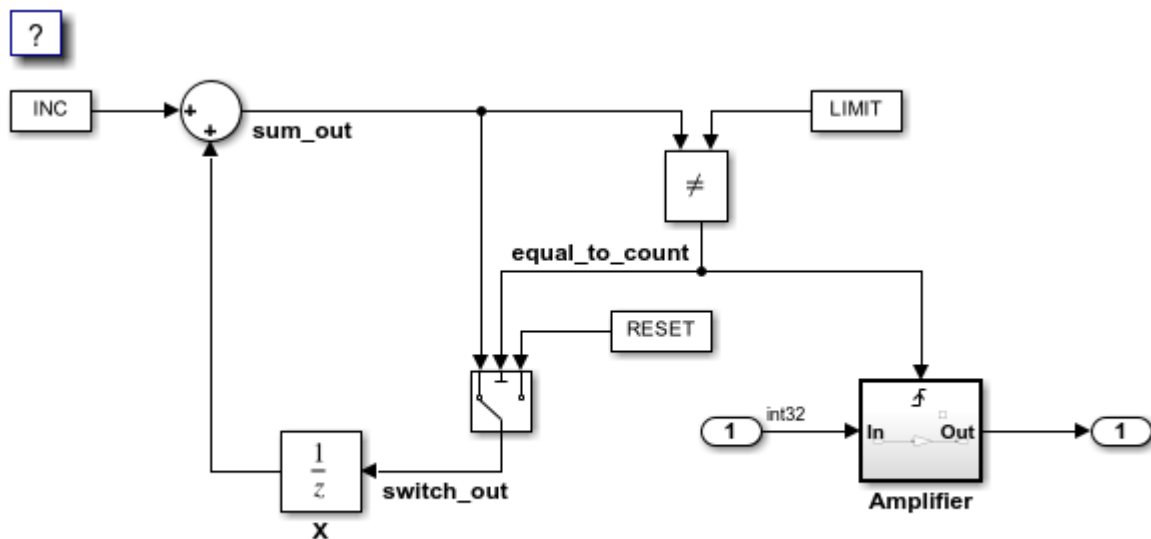 ?
INC
+
+
sum_out
LIMIT
≠
equal_to_count
RESET
1
int32
In
Out
1
Amplifier
1
z
switch_out
X